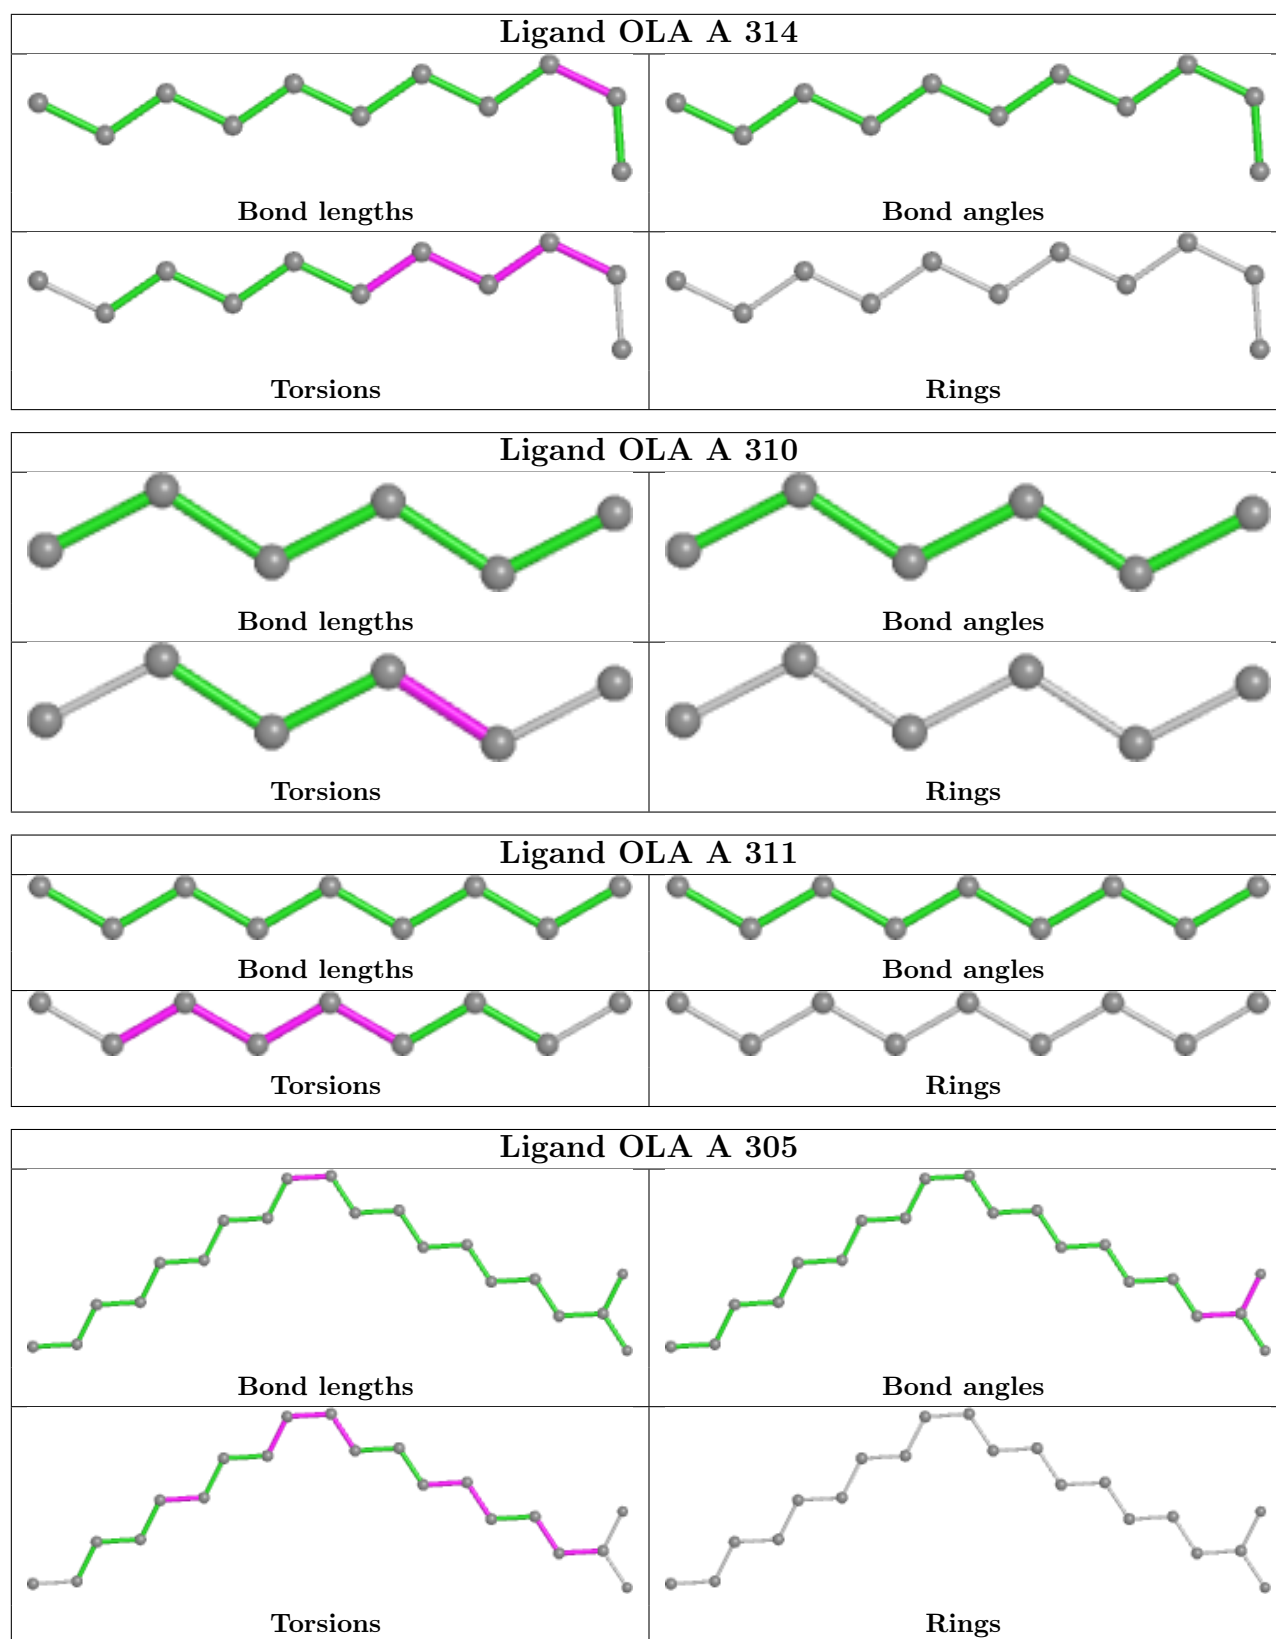 Ligand OLA A 314
Bond lengths
Bond angles
Torsions
Rings
Ligand OLA A 310
Bond lengths
Bond angles
Torsions
Rings
Ligand OLA A 311
Bond lengths
Bond angles
Torsions
Rings
Ligand OLA A 305
Bond lengths
Bond angles
Torsions
Rings